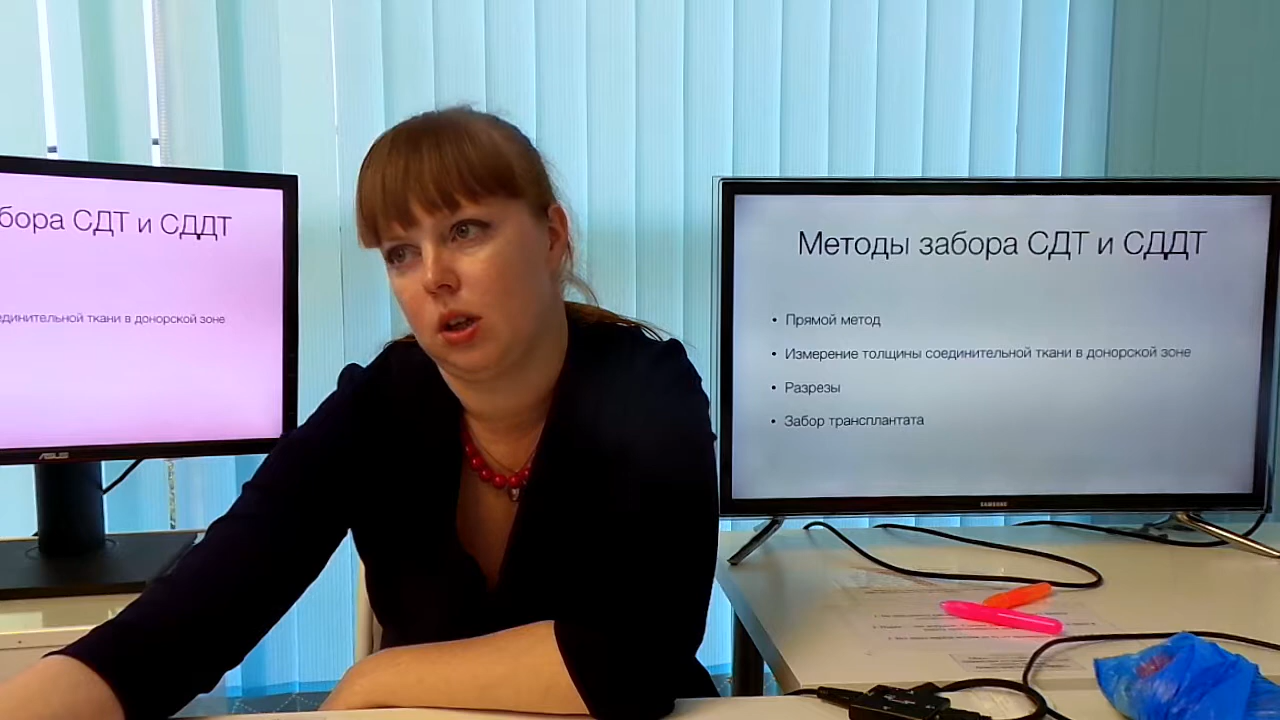 бора СДТ и СДДТ
единительной ткани в донорской зоне
ASUS
Методы забора СДТ и СДДТ
• Прямой метод
• Измерение толщины соединительной ткани в донорской зоне
• Разрезы
• Забор трансплантата
SAMSUNG